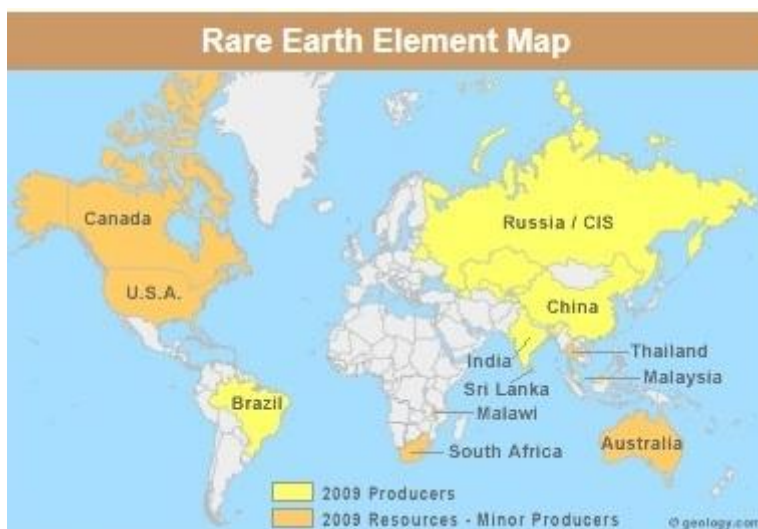 Rare Earth Element Map
Canada
Russia / CIS
U.S.A.
China
India
Thailand
Sri Lanka
Malaysia
Brazil
Malawi
South Africa
Australia
2009 Producers
2009 Resources - Minor Producers
© geology.com